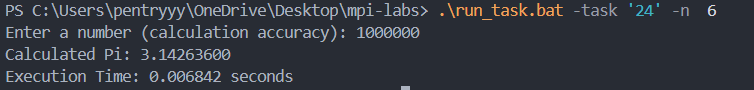 PS C:\Users\pentryyy\OneDrive\Desktop\mpi-labs> .\run_task.bat -task '24' -n 6
Enter a number (calculation accuracy): 1000000
Calculated Pi: 3.14263600
Execution Time: 0.006842 seconds